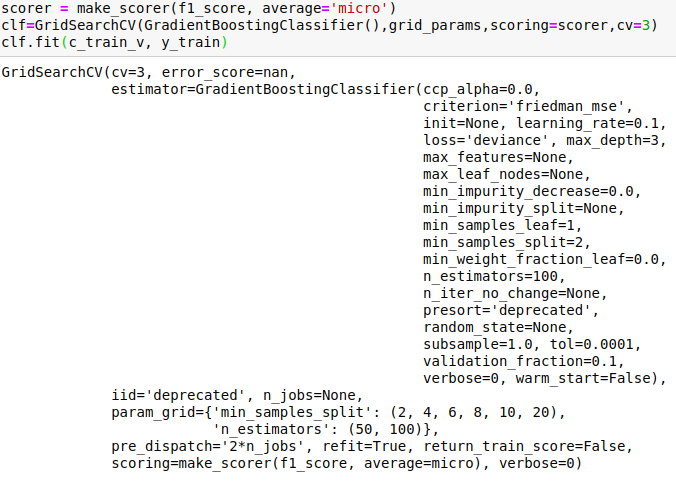 scorer = make_scorer(f1_score, average='micro')
clf=GridSearchCV(GradientBoostingClassifier(),grid_params,scoring=scorer,cv=3)
clf.fit(c_train_v, y_train)
GridSearchCV(cv=3, error_score=nan,
estimator=GradientBoostingClassifier(ccp_alpha=0.0,
criterion='friedman_mse',
init=None, learning_rate=0.1,
loss='deviance', max_depth=3,
max_features=None,
max_leaf_nodes=None,
min_impurity_decrease=0.0,
min_impurity_split=None,
min_samples_leaf=1,
min_samples_split=2,
min_weight_fraction_leaf=0.0,
n_estimators=100,
n_iter_no_change=None,
presort='deprecated',
random_state=None,
subsample=1.0, tol=0.0001,
validation_fraction=0.1,
verbose=0, warm_start=False),
iid='deprecated', n_jobs=None,
param_grid={'min_samples_split': (2, 4, 6, 8, 10, 20),
'n_estimators': (50, 100)},
pre_dispatch='2*n_jobs', refit=True, return_train_score=False,
scoring=make_scorer(f1_score, average=micro), verbose=0)